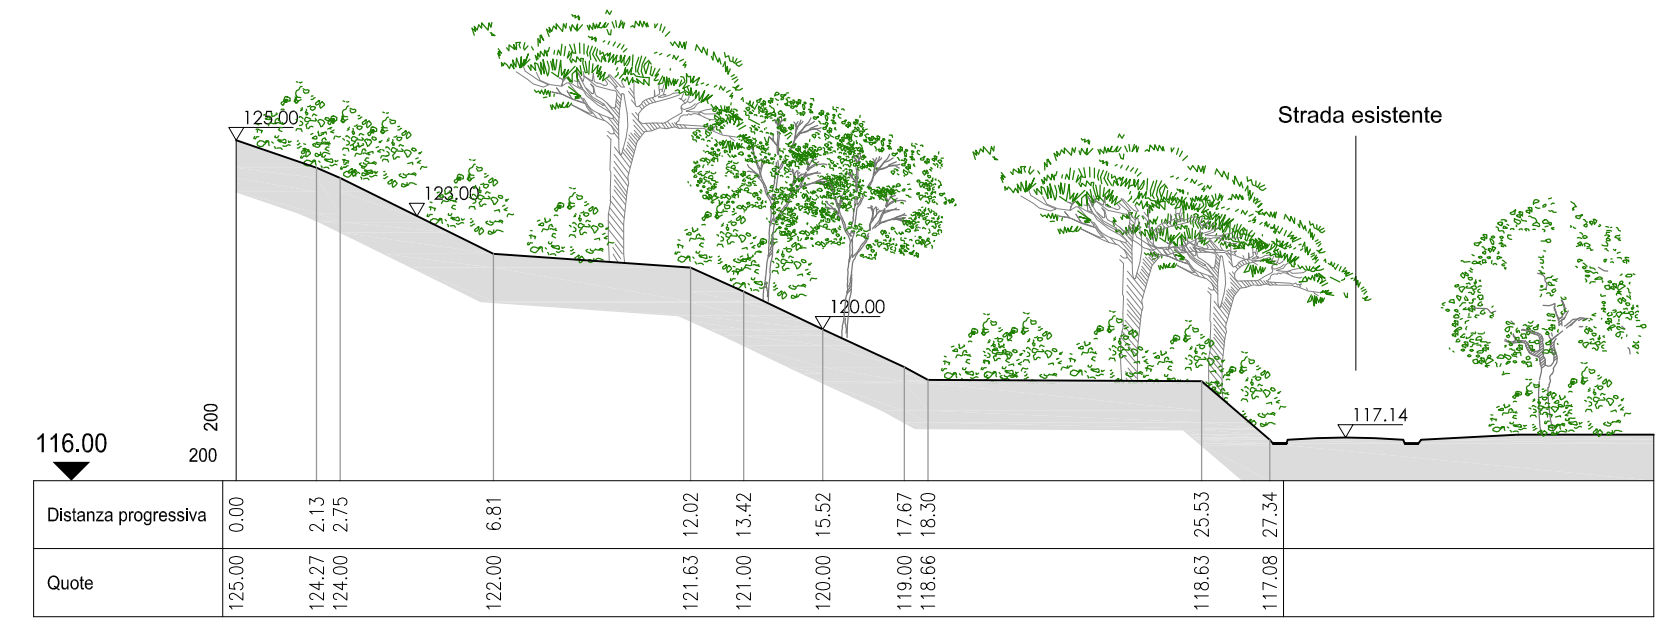 Strada esistente
125.00
123.00
120.00
117.14
200
116.00
200
Distanza progressiva 0.00 2.13 2.75 6.81 12.02 13.42 15.52 17.67 18.30 25.53 27.34
Quote 125.00 124.27 124.00 122.00 121.63 121.00 120.00 119.00 118.66 118.63 117.08